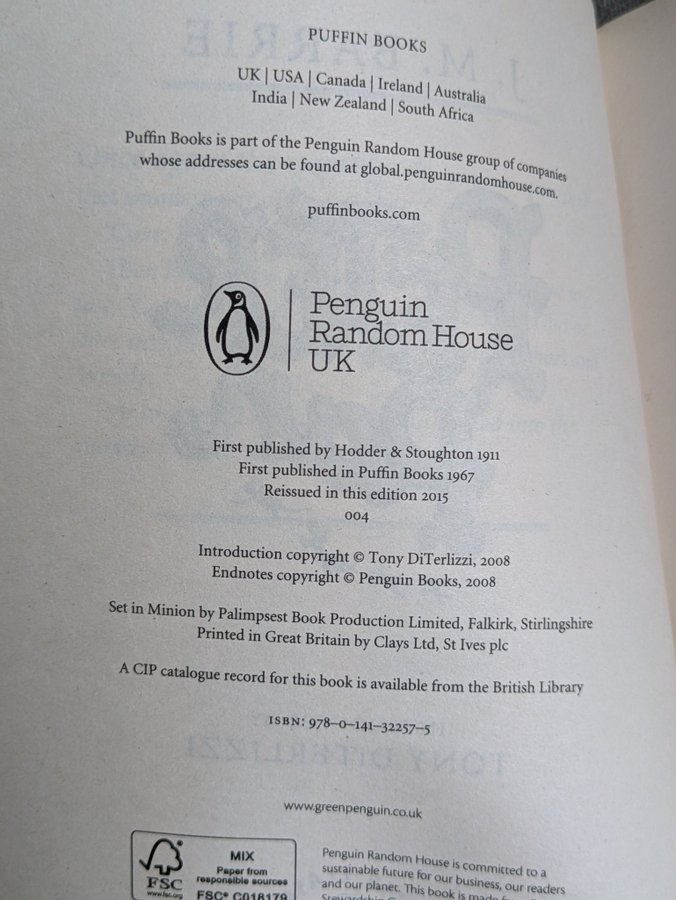 PUFFIN BOOKS
UK | USA | Canada | Ireland | Australia
India | New Zealand | South Africa
Puffin Books is part of the Penguin Random House group of companies
whose addresses can be found at global.penguinrandomhouse.com.
puffinbooks.com
Penguin
Random House
UK
First published by Hodder & Stoughton 1911
First published in Puffin Books 1967
Reissued in this edition 2015
004
Introduction copyright © Tony DiTerlizzi, 2008
Endnotes copyright © Penguin Books, 2008
Set in Minion by Palimpsest Book Production Limited, Falkirk, Stirlingshire
Printed in Great Britain by Clays Ltd, St Ives plc
A CIP catalogue record for this book is available from the British Library
ISBN: 978–0–141–32257–5
www.greenpenguin.co.uk
MIX
Paper from
responsible sources
FSC® C018179
FSC
www.fsc.org
Penguin Random House is committed to a
sustainable future for our business, our readers
and our planet. This book is made